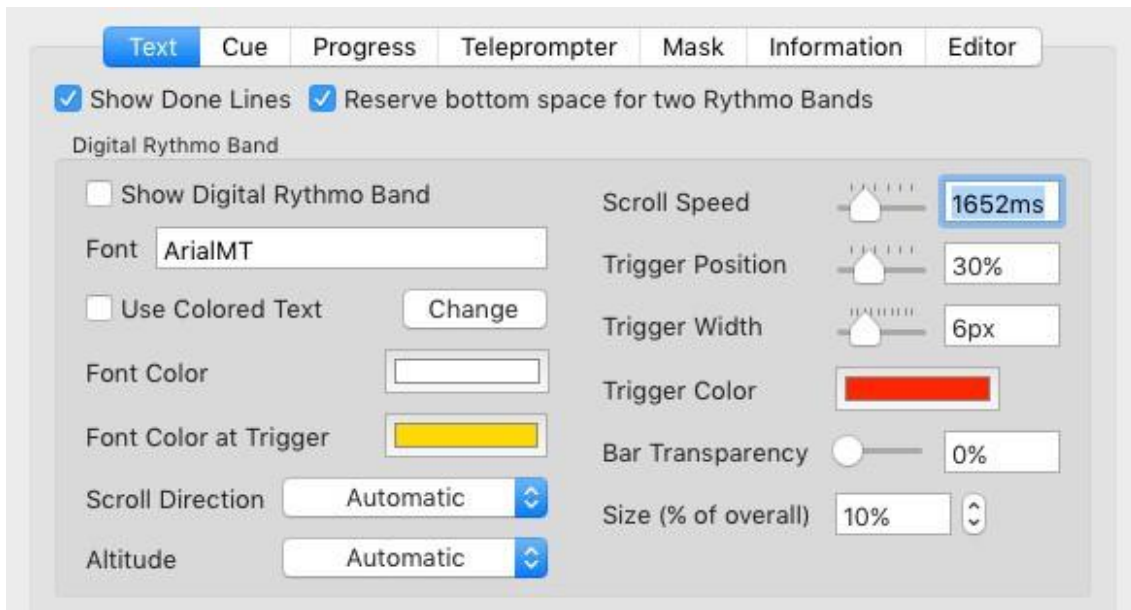 Text Cue Progress Teleprompter Mask Information Editor
Show Done Lines Reserve bottom space for two Rythmo Bands
Digital Rythmo Band
Show Digital Rythmo Band
Font ArialMT
Use Colored Text Change
Font Color
Font Color at Trigger
Scroll Direction Automatic
Altitude Automatic
Scroll Speed 1652ms
Trigger Position 30%
Trigger Width 6px
Trigger Color
Bar Transparency 0%
Size (% of overall) 10%